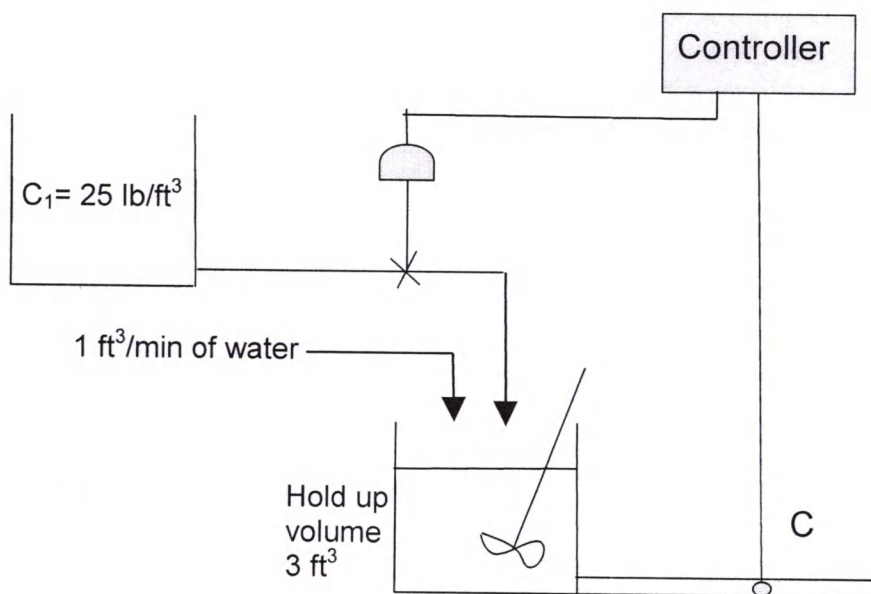 Controller
C₁= 25 lb/ft³
1 ft³/min of water
Hold up
volume
3 ft³
C